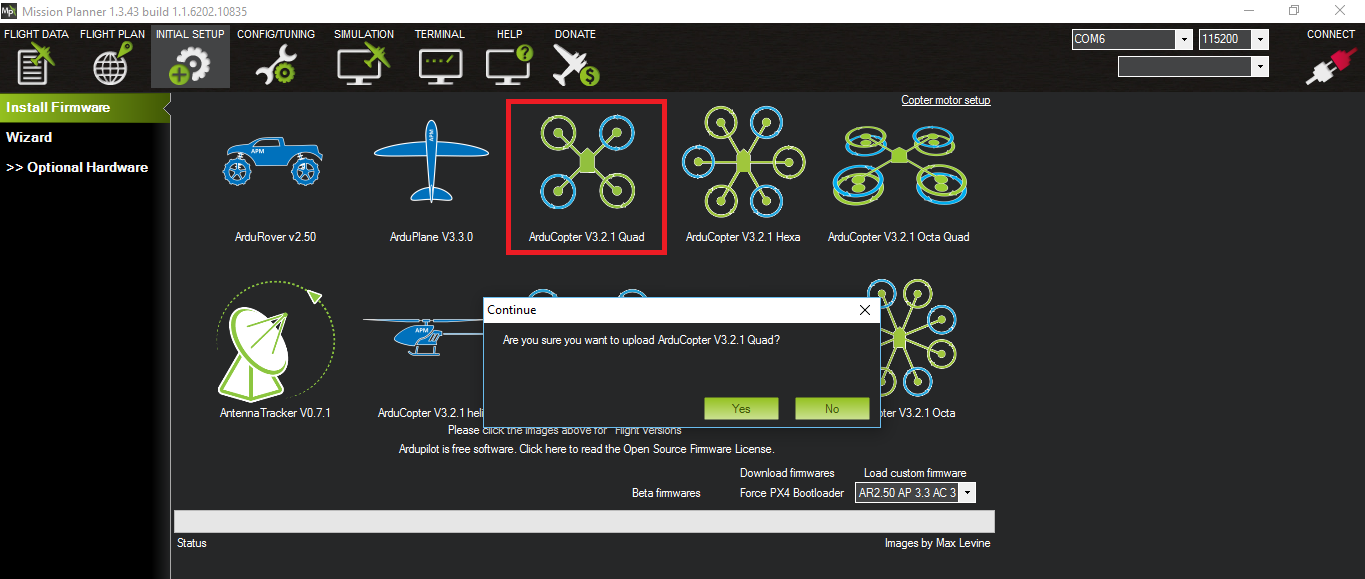 Mission Planner 1.3.43 build 1.1.6202.10835
FLIGHT DATA FLIGHT PLAN INITIAL SETUP CONFIG/TUNING SIMULATION TERMINAL HELP DONATE
COM6 115200 CONNECT
Install Firmware
Wizard
>> Optional Hardware
Copter motor setup
APM
APM
ArduRover v2.50 ArduPlane V3.3.0 ArduCopter V3.2.1 Quad ArduCopter V3.2.1 Hexa ArduCopter V3.2.1 Octa Quad
APM
Continue
Are you sure you want to upload ArduCopter V3.2.1 Quad?
Yes No
AntennaTracker V0.7.1 ArduCopter V3.2.1 heli pter V3.2.1 Octa
Please click the images above for "Flight versions"
Ardupilot is free software. Click here to read the Open Source Firmware License.
Download firmwares Load custom firmware
Beta firmwares Force PX4 Bootloader AR2.50 AP 3.3 AC 3
Status Images by Max Levine